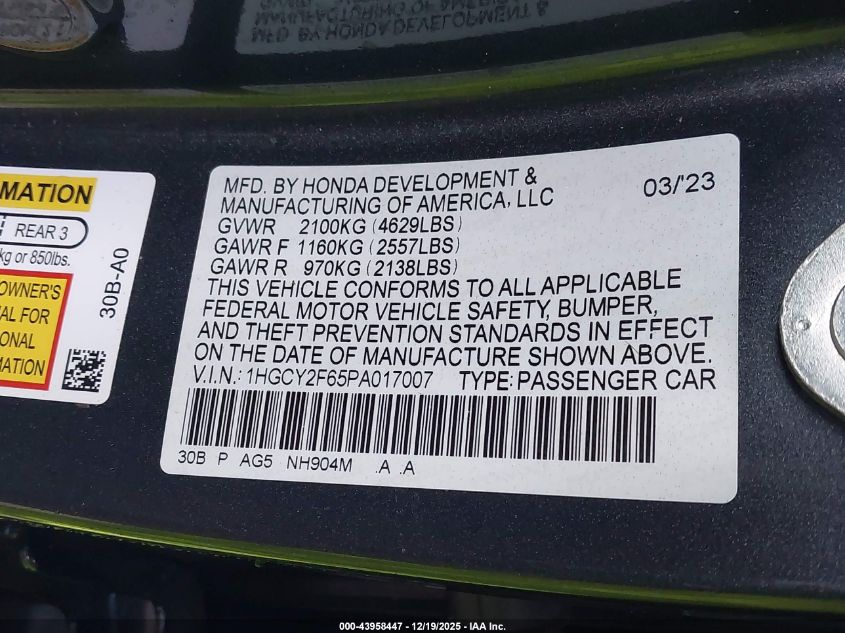 MFD. BY HONDA DEVELOPMENT &
MANUFACTURING OF AMERICA, LLC
03/'23
GVWR 2100KG (4629LBS)
GAWR F 1160KG (2557LBS)
GAWR R 970KG (2138LBS)
THIS VEHICLE CONFORMS TO ALL APPLICABLE
FEDERAL MOTOR VEHICLE SAFETY, BUMPER,
AND THEFT PREVENTION STANDARDS IN EFFECT
ON THE DATE OF MANUFACTURE SHOWN ABOVE.
V.I.N.: 1HGCY2F65PA017007 TYPE: PASSENGER CAR
30B P AG5 NH904M .A .A
MATION
REAR 3
kg or 850lbs.
OWNER'S
AL FOR
ONAL
MATION
30B-A0
000-43958447 - 12/19/2025 - IAA Inc.